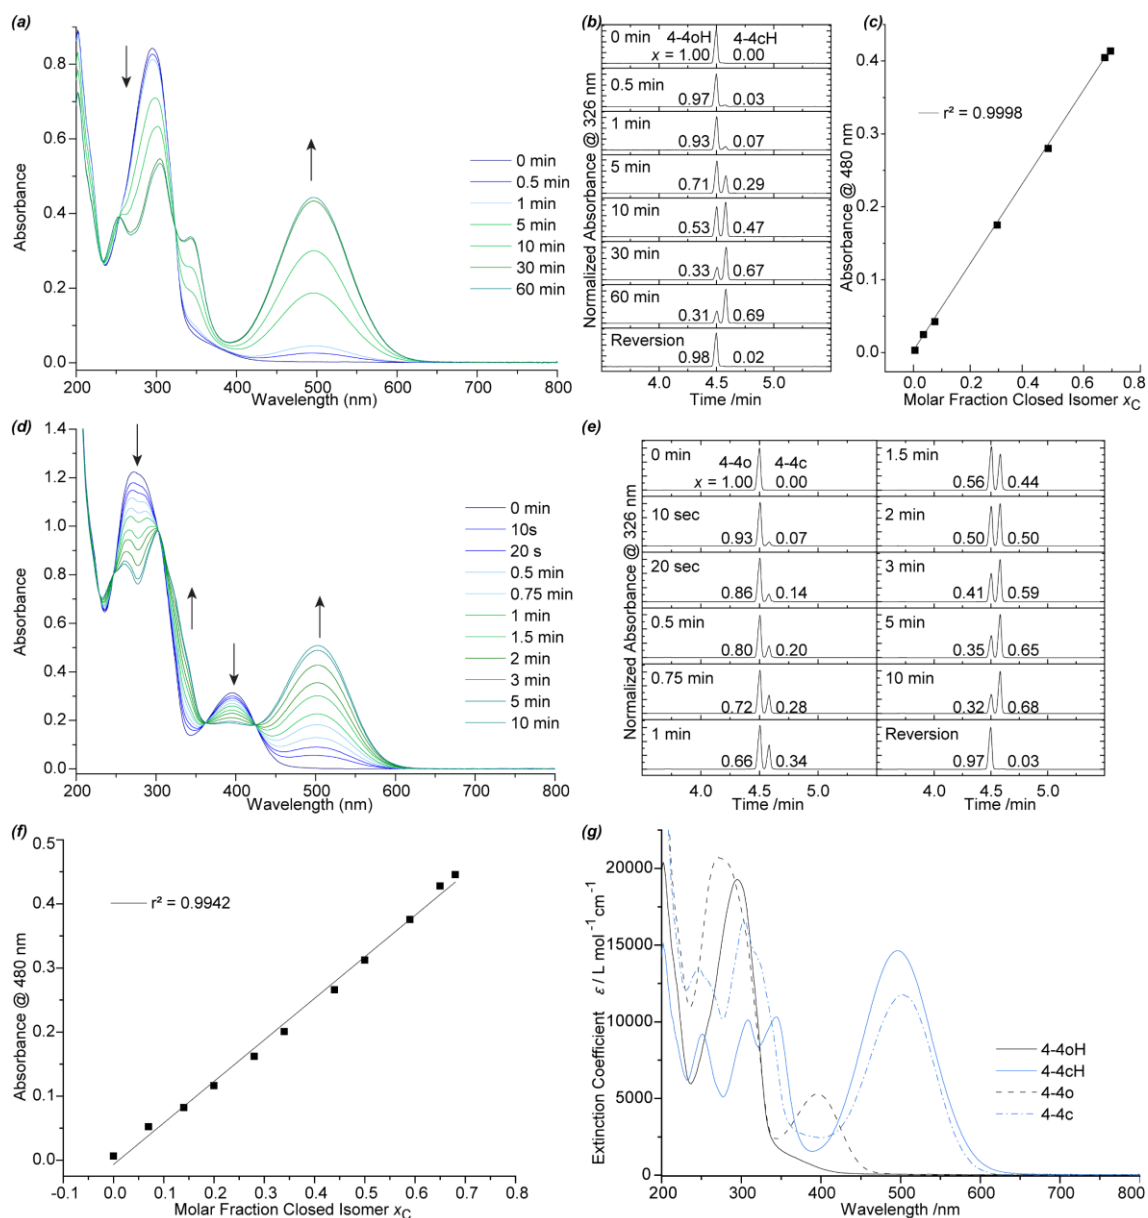 (a)
Absorbance
0.8
0.6
0.4
0.2
0.0
200 300 400 500 600 700 800
Wavelength (nm)
0 min
0.5 min
1 min
5 min
10 min
30 min
60 min
(b)
Normalized Absorbance @ 326 nm
0 min 4-4oH 4-4cH
x = 1.00 0.00
0.5 min
0.97 0.03
1 min
0.93 0.07
5 min
0.71 0.29
10 min
0.53 0.47
30 min
0.33 0.67
60 min
0.31 0.69
Reversion
0.98 0.02
4.0 4.5 5.0
Time /min
(c)
Absorbance @ 480 nm
r² = 0.9998
0.4
0.3
0.2
0.1
0.0
0.0 0.2 0.4 0.6 0.8
Molar Fraction Closed Isomer xC
(d)
Absorbance
1.4
1.2
1.0
0.8
0.6
0.4
0.2
0.0
200 300 400 500 600 700 800
Wavelength (nm)
0 min
10s
20 s
0.5 min
0.75 min
1 min
1.5 min
2 min
3 min
5 min
10 min
(e)
Normalized Absorbance @ 326 nm
0 min 4-4o 4-4c
x = 1.00 0.00
10 sec
0.93 0.07
20 sec
0.86 0.14
0.5 min
0.80 0.20
0.75 min
0.72 0.28
1 min
0.66 0.34
4.0 4.5 5.0
Time /min
1.5 min
0.56 0.44
2 min
0.50 0.50
3 min
0.41 0.59
5 min
0.35 0.65
10 min
0.32 0.68
Reversion
0.97 0.03
4.0 4.5 5.0
Time /min
(f)
Absorbance @ 480 nm
r² = 0.9942
0.5
0.4
0.3
0.2
0.1
0.0
-0.1 0.0 0.1 0.2 0.3 0.4 0.5 0.6 0.7 0.8
Molar Fraction Closed Isomer xC
(g)
Extinction Coefficient ε / L mol⁻¹ cm⁻¹
20000
15000
10000
5000
0
200 300 400 500 600 700 800
Wavelength /nm
4-4oH
4-4cH
4-4o
4-4c